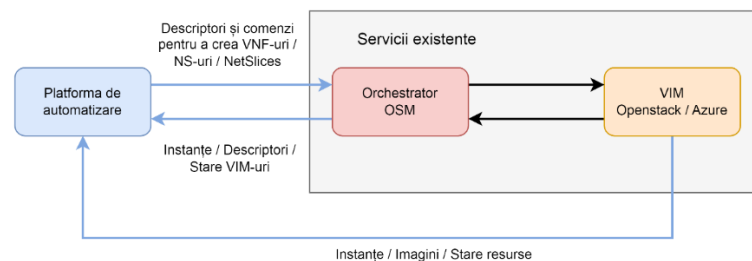 Descriptori și comenzi
pentru a crea VNF-uri /
NS-uri / NetSlices
Servicii existente
Platforma de
automatizare
Orchestrator
OSM
VIM
Openstack / Azure
Instanțe / Descriptori /
Stare VIM-uri
Instanțe / Imagini / Stare resurse